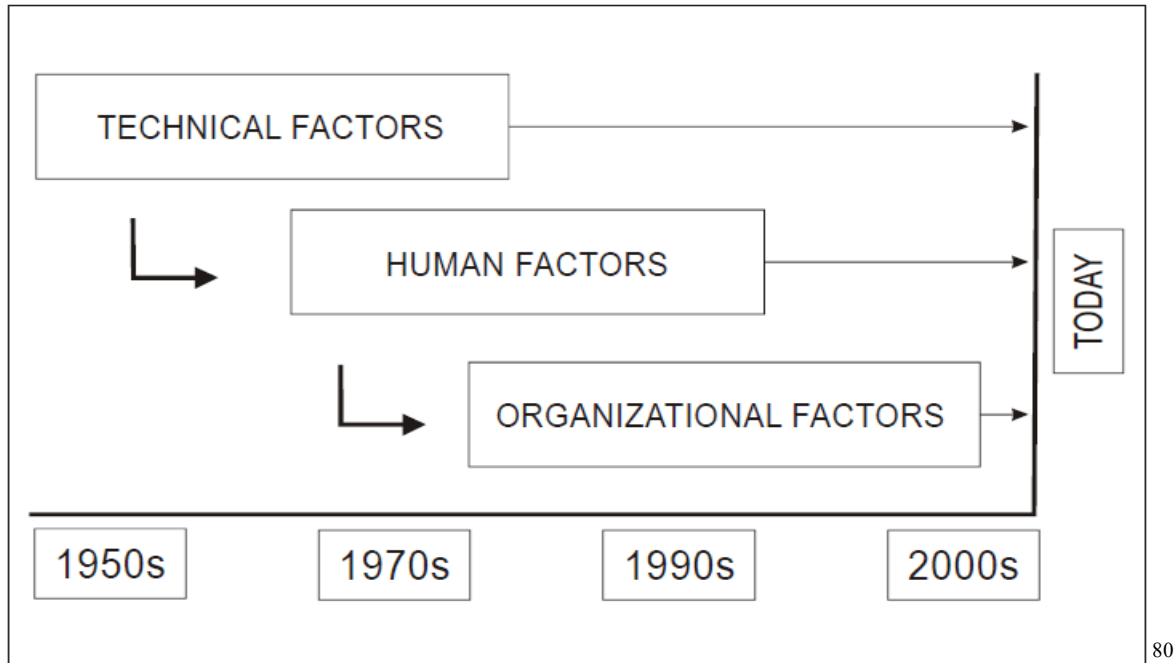 TECHNICAL FACTORS
HUMAN FACTORS
TODAY
ORGANIZATIONAL FACTORS
1950s
1970s
1990s
2000s
80